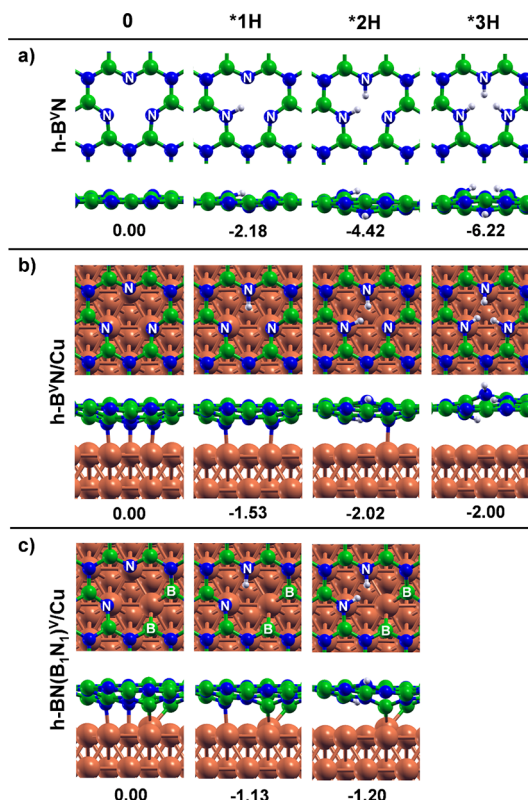 0 *1H *2H *3H
a)
h-BⱽN
N N N N
N N N N N N N N
0.00 -2.18 -4.42 -6.22
b)
h-BⱽN/Cu
N N N N
N N N N N N N N
0.00 -1.53 -2.02 -2.00
c)
h-BN(B₁N₁)ⱽ/Cu
N N N
B B B
N N N
B B B
0.00 -1.13 -1.20